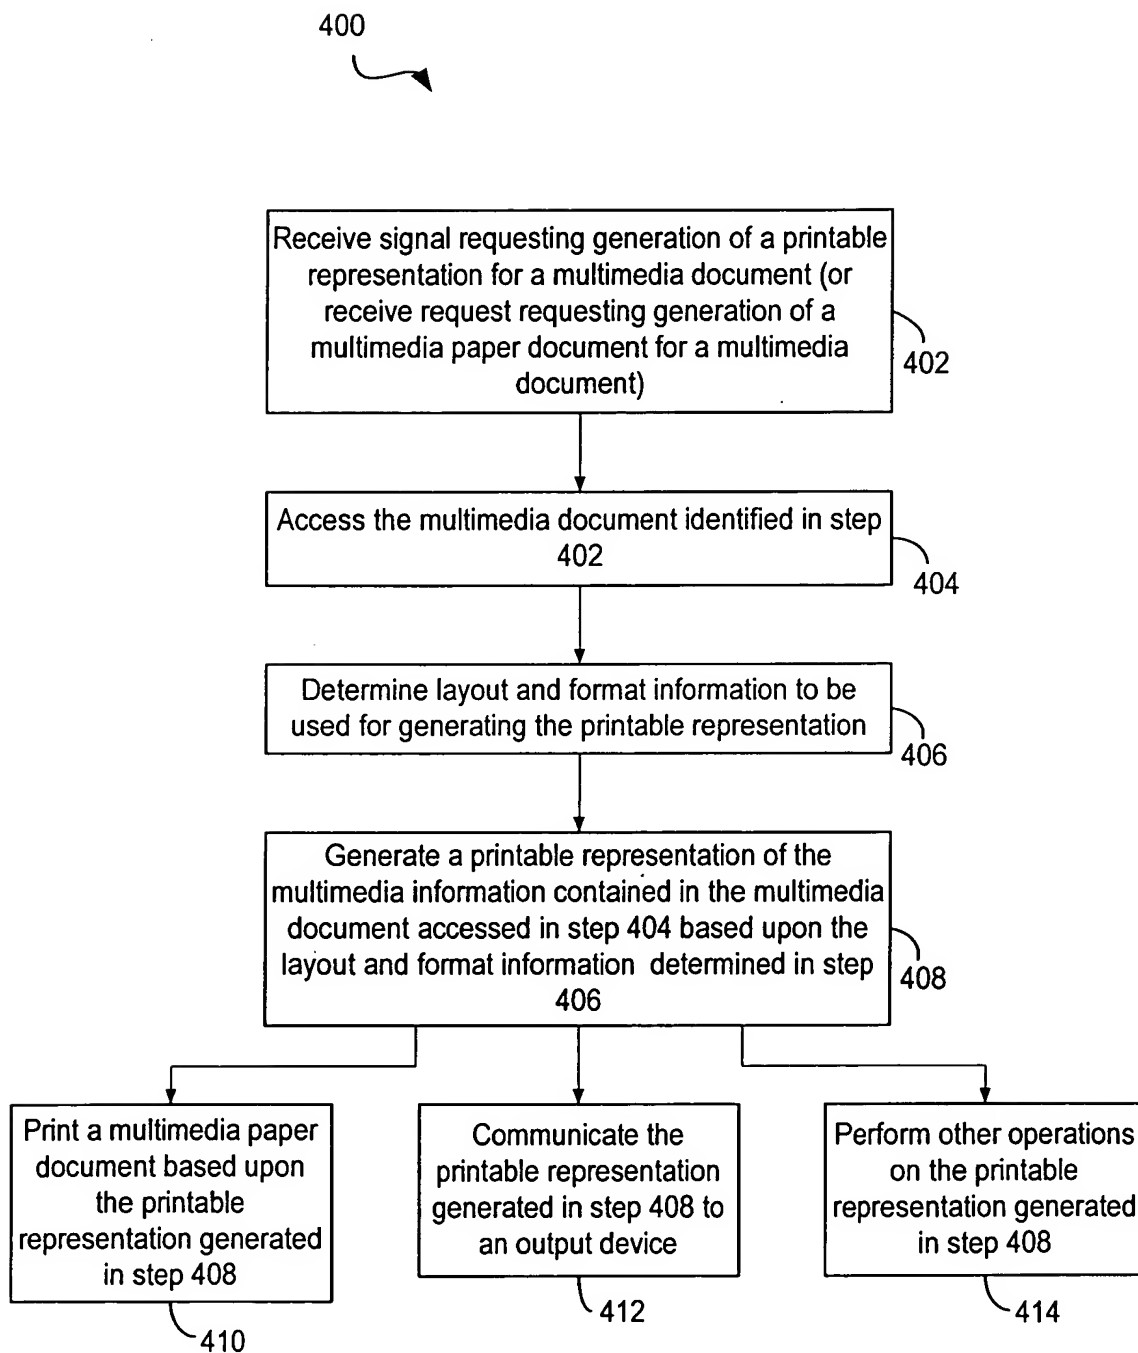 400
Receive signal requesting generation of a printable
representation for a multimedia document (or
receive request requesting generation of a
multimedia paper document for a multimedia
document)
402
Access the multimedia document identified in step
402
404
Determine layout and format information to be
used for generating the printable representation
406
Generate a printable representation of the
multimedia information contained in the multimedia
document accessed in step 404 based upon the
layout and format information determined in step
406
408
Print a multimedia paper
document based upon
the printable
representation generated
in step 408
410
Communicate the
printable representation
generated in step 408 to
an output device
412
Perform other operations
on the printable
representation generated
in step 408
414